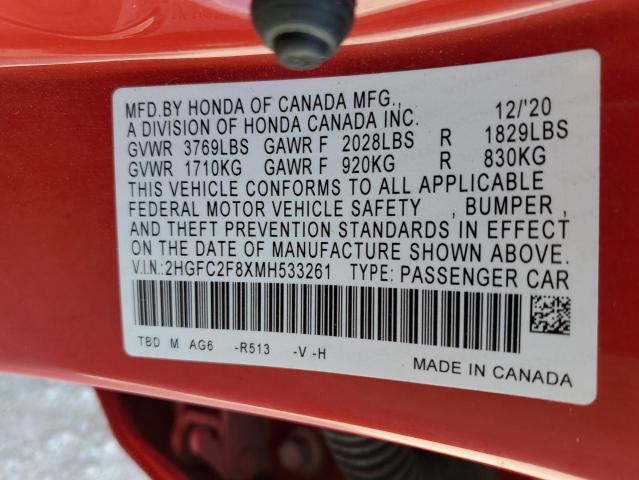 MFD.BY HONDA OF CANADA MFG., 12/'20
A DIVISION OF HONDA CANADA INC.
GVWR 3769LBS GAWR F 2028LBS R 1829LBS
GVWR 1710KG GAWR F 920KG R 830KG
THIS VEHICLE CONFORMS TO ALL APPLICABLE
FEDERAL MOTOR VEHICLE SAFETY , BUMPER ,
AND THEFT PREVENTION STANDARDS IN EFFECT
ON THE DATE OF MANUFACTURE SHOWN ABOVE.
V.I.N.:2HGFC2F8XMH533261 TYPE: PASSENGER CAR
TBD M AG6 -R513 -V -H
MADE IN CANADA